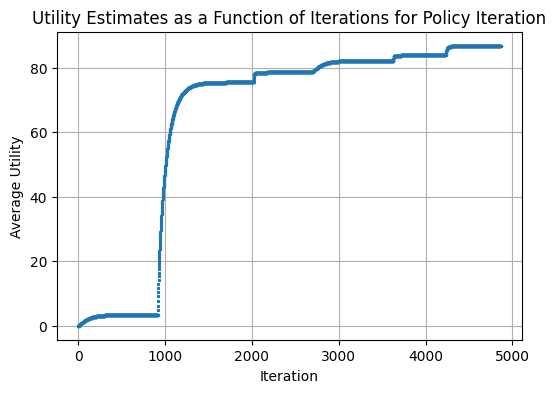 Utility Estimates as a Function of Iterations for Policy Iteration
80
60
40
20
0
Average Utility
0 1000 2000 3000 4000 5000
Iteration